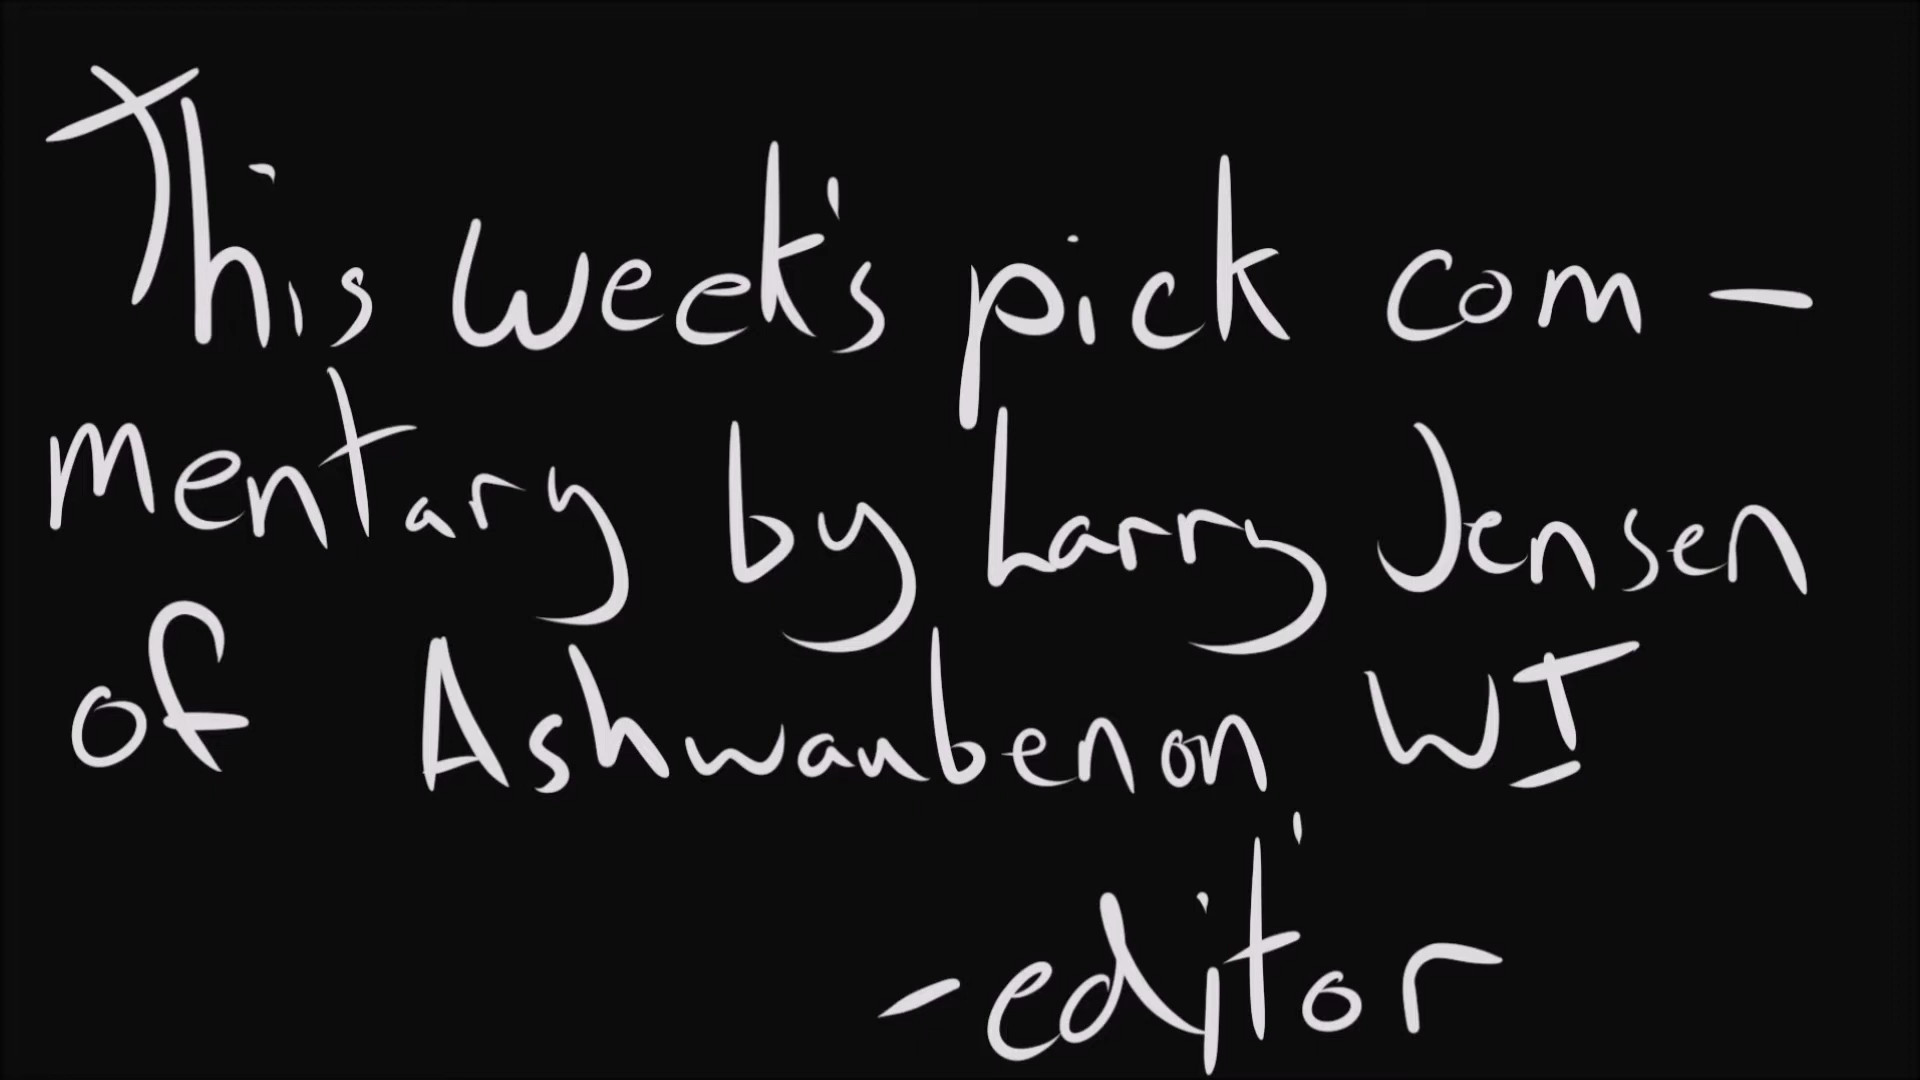 This week's pick com-
mentary by Larry Jensen
of Ashwaubenon WI
-editor